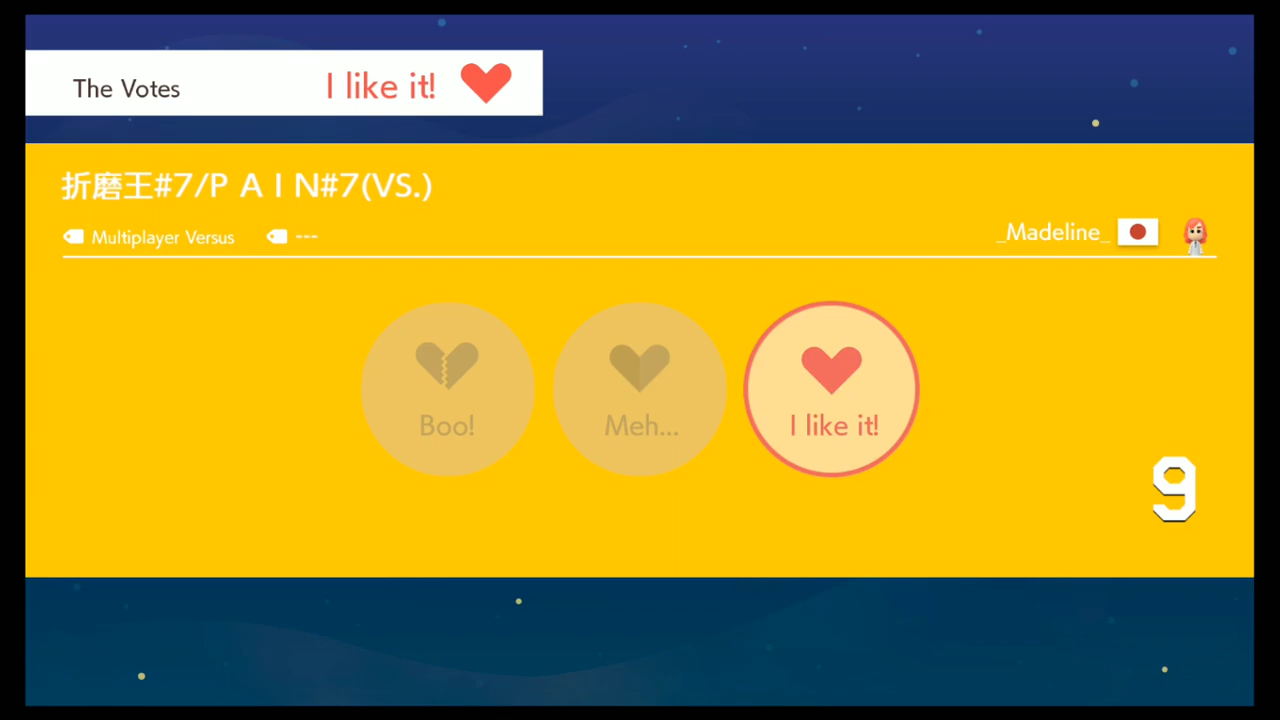 The Votes I like it!
折磨王#7/P A I N#7(VS.)
Multiplayer Versus ---
_Madeline_
Boo! Meh... I like it!
9